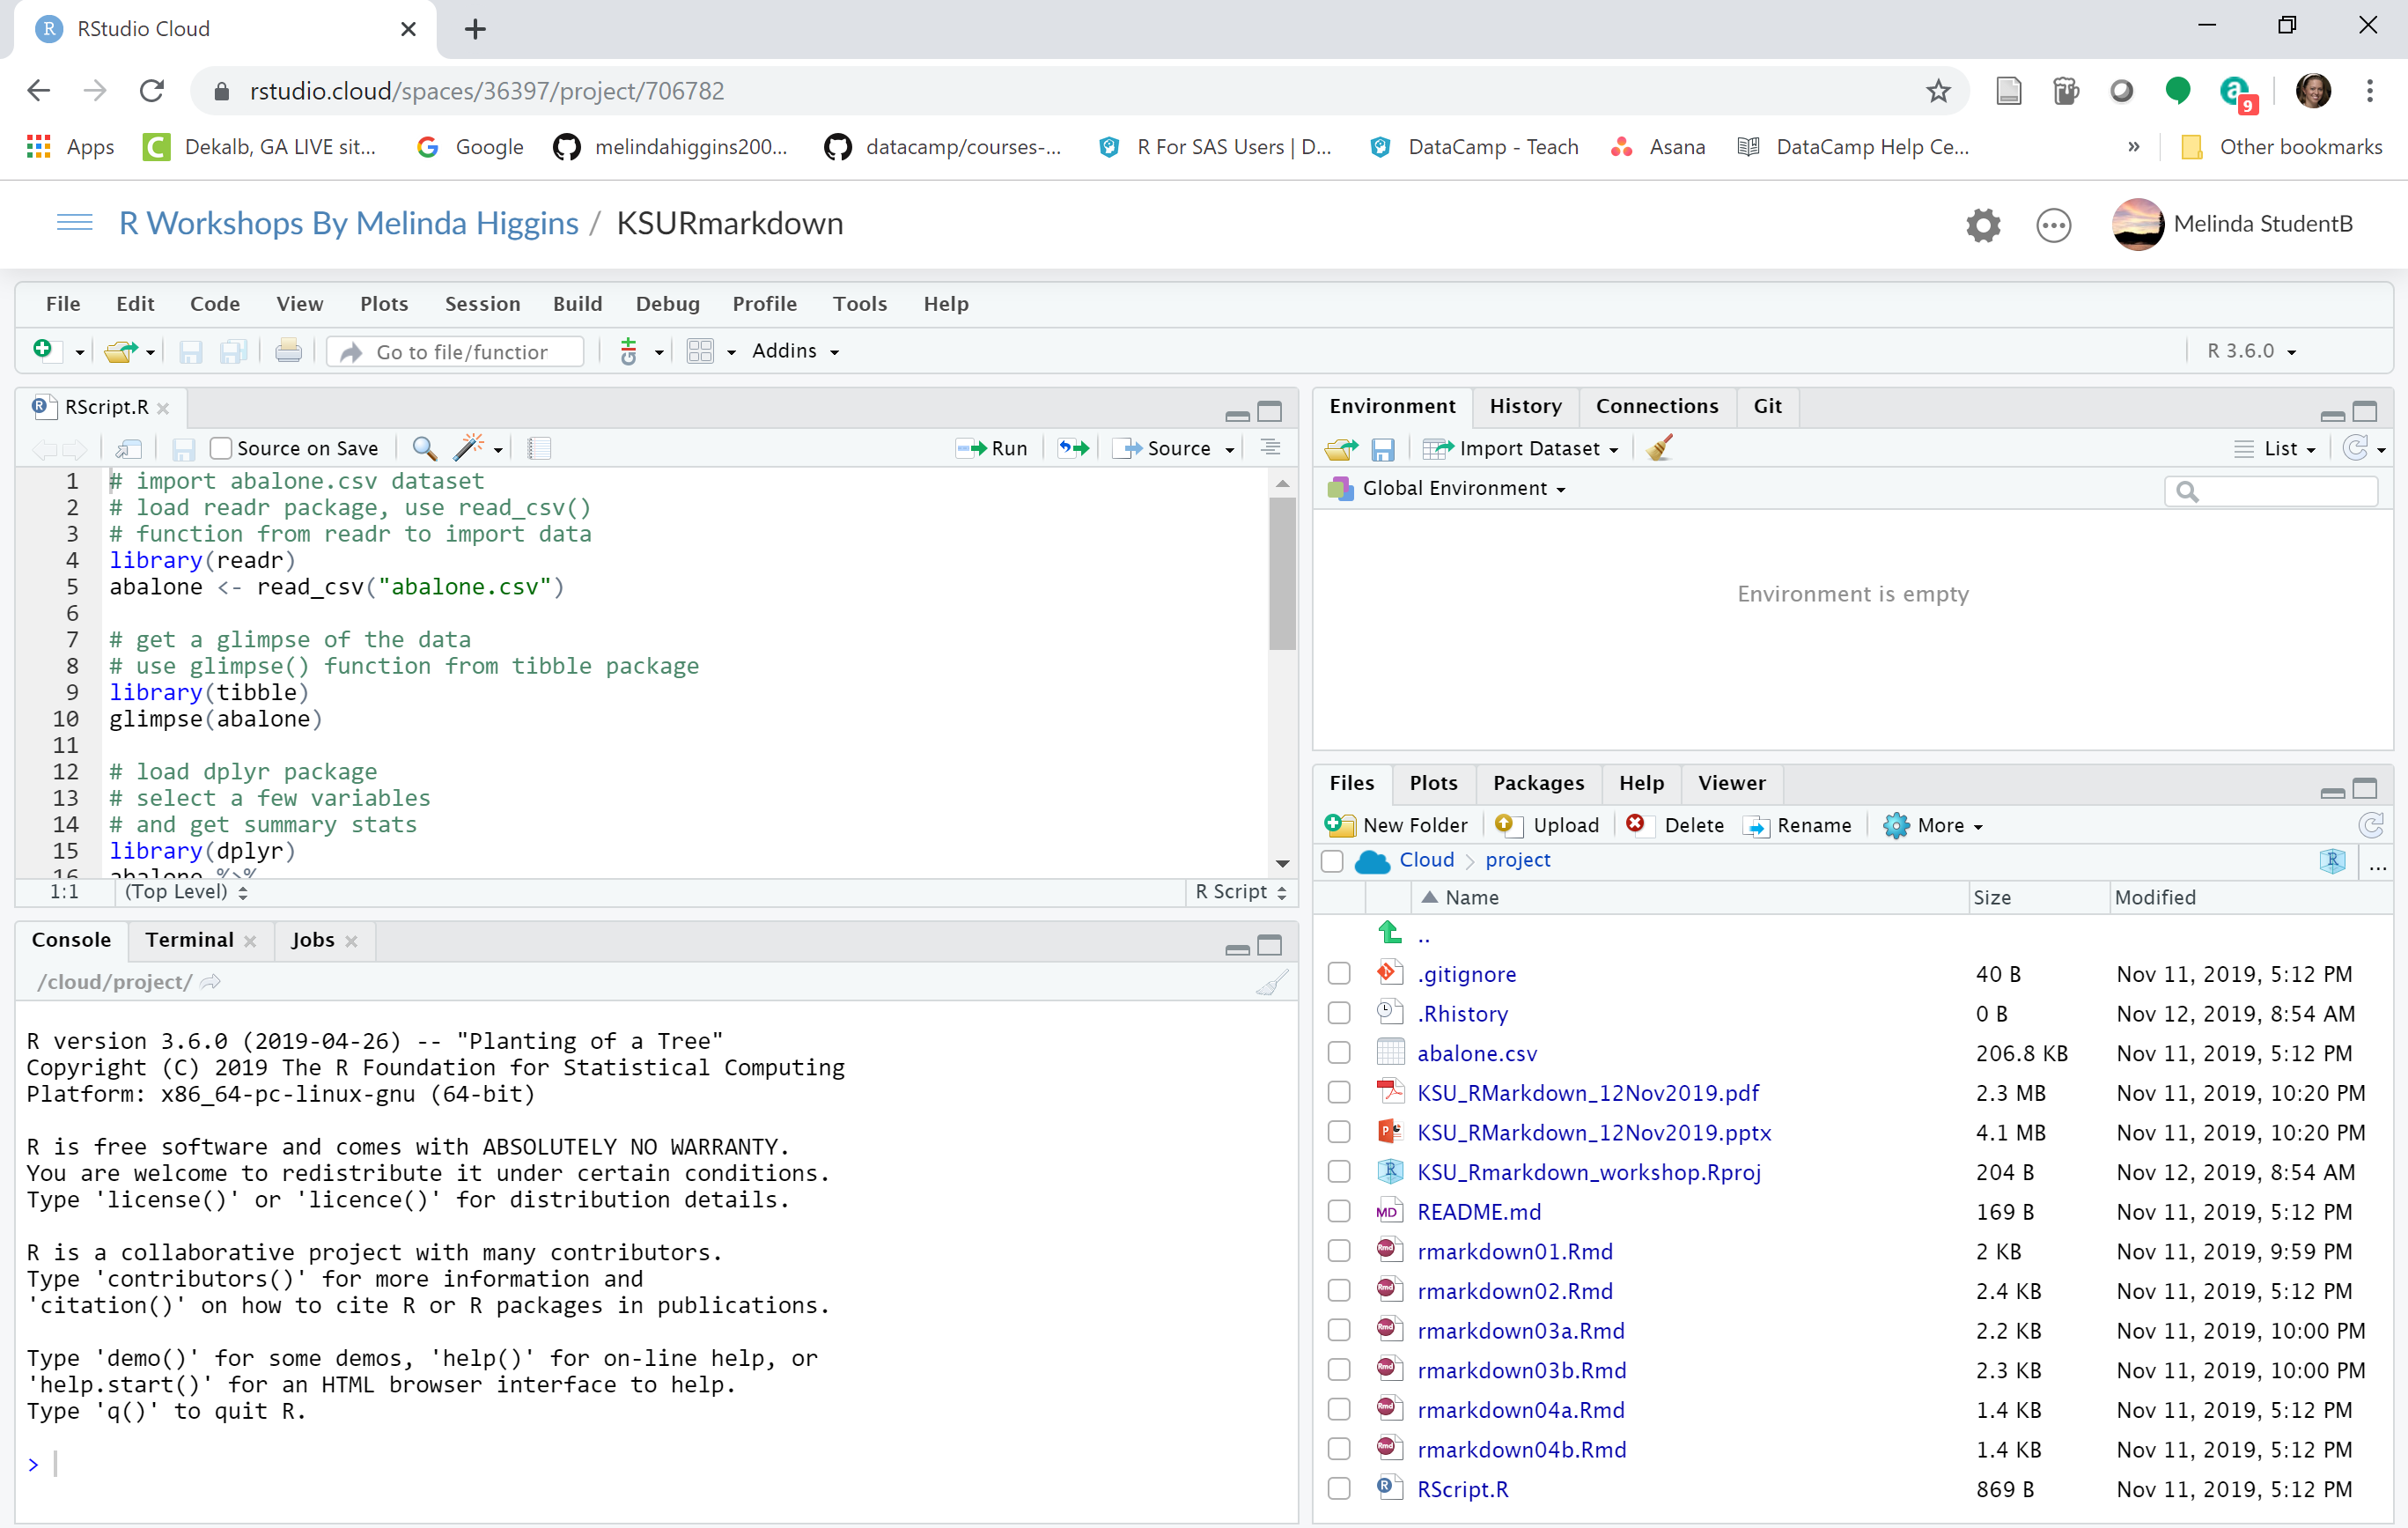 RStudio Cloud
rstudio.cloud/spaces/36397/project/706782
9
Apps
Dekalb, GA LIVE sit...
Google
melindahiggins200...
datacamp/courses-...
R For SAS Users | D...
DataCamp - Teach
Asana
DataCamp Help Ce...
»
Other bookmarks
R Workshops By Melinda Higgins / KSURmarkdown
Melinda StudentB
File Edit Code View Plots Session Build Debug Profile Tools Help
Go to file/function
Addins
R 3.6.0
RScript.R
Source on Save
Run
Source
1 # import abalone.csv dataset
2 # load readr package, use read_csv()
3 # function from readr to import data
4 library(readr)
5 abalone <- read_csv("abalone.csv")
6
7 # get a glimpse of the data
8 # use glimpse() function from tibble package
9 library(tibble)
10 glimpse(abalone)
11
12 # load dplyr package
13 # select a few variables
14 # and get summary stats
15 library(dplyr)
16 abalone %>%
1:1 (Top Level) R Script
Console Terminal Jobs
/cloud/project/
R version 3.6.0 (2019-04-26) -- "Planting of a Tree"
Copyright (C) 2019 The R Foundation for Statistical Computing
Platform: x86_64-pc-linux-gnu (64-bit)
R is free software and comes with ABSOLUTELY NO WARRANTY.
You are welcome to redistribute it under certain conditions.
Type 'license()' or 'licence()' for distribution details.
R is a collaborative project with many contributors.
Type 'contributors()' for more information and
'citation()' on how to cite R or R packages in publications.
Type 'demo()' for some demos, 'help()' for on-line help, or
'help.start()' for an HTML browser interface to help.
Type 'q()' to quit R.
>
Environment History Connections Git
Import Dataset
List
Global Environment
Environment is empty
Files Plots Packages Help Viewer
New Folder Upload Delete Rename More
Cloud > project
...
Name Size Modified
..
.gitignore 40 B Nov 11, 2019, 5:12 PM
.Rhistory 0 B Nov 12, 2019, 8:54 AM
abalone.csv 206.8 KB Nov 11, 2019, 5:12 PM
KSU_RMarkdown_12Nov2019.pdf 2.3 MB Nov 11, 2019, 10:20 PM
KSU_RMarkdown_12Nov2019.pptx 4.1 MB Nov 11, 2019, 10:20 PM
KSU_Rmarkdown_workshop.Rproj 204 B Nov 12, 2019, 8:54 AM
README.md 169 B Nov 11, 2019, 5:12 PM
rmarkdown01.Rmd 2 KB Nov 11, 2019, 9:59 PM
rmarkdown02.Rmd 2.4 KB Nov 11, 2019, 5:12 PM
rmarkdown03a.Rmd 2.2 KB Nov 11, 2019, 10:00 PM
rmarkdown03b.Rmd 2.3 KB Nov 11, 2019, 10:00 PM
rmarkdown04a.Rmd 1.4 KB Nov 11, 2019, 5:12 PM
rmarkdown04b.Rmd 1.4 KB Nov 11, 2019, 5:12 PM
RScript.R 869 B Nov 11, 2019, 5:12 PM